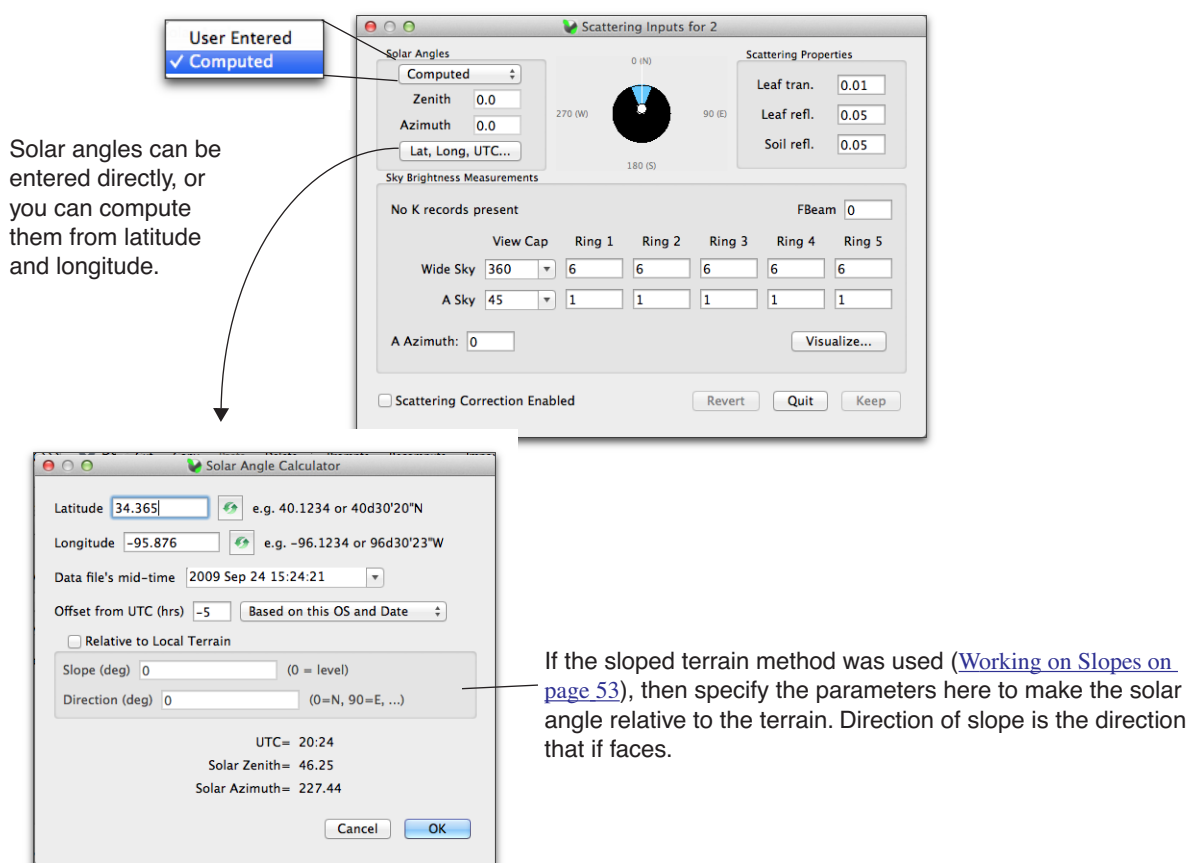 User Entered
✓ Computed
Scattering Inputs for 2
Solar Angles
Computed
Zenith 0.0
Azimuth 0.0
Lat, Long, UTC...
0 (N)
270 (W)
90 (E)
180 (S)
Scattering Properties
Leaf tran. 0.01
Leaf refl. 0.05
Soil refl. 0.05
Sky Brightness Measurements
No K records present
FBeam 0
View Cap Ring 1 Ring 2 Ring 3 Ring 4 Ring 5
Wide Sky 360 6 6 6 6 6
A Sky 45 1 1 1 1 1
A Azimuth: 0
Visualize...
Scattering Correction Enabled
Revert Quit Keep
Solar angles can be
entered directly, or
you can compute
them from latitude
and longitude.
Solar Angle Calculator
Latitude 34.365 e.g. 40.1234 or 40d30'20"N
Longitude -95.876 e.g. -96.1234 or 96d30'23"W
Data file's mid-time 2009 Sep 24 15:24:21
Offset from UTC (hrs) -5 Based on this OS and Date
Relative to Local Terrain
Slope (deg) 0 (0 = level)
Direction (deg) 0 (0=N, 90=E, ...)
UTC= 20:24
Solar Zenith= 46.25
Solar Azimuth= 227.44
Cancel OK
If the sloped terrain method was used (Working on Slopes on
page 53), then specify the parameters here to make the solar
angle relative to the terrain. Direction of slope is the direction
that if faces.